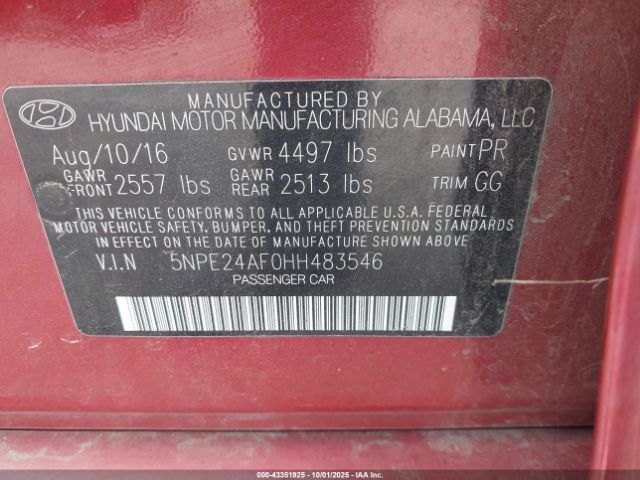 MANUFACTURED BY
HYUNDAI MOTOR MANUFACTURING ALABAMA, LLC
Aug/10/16 GVWR 4497 lbs PAINT PR
GAWR FRONT 2557 lbs GAWR REAR 2513 lbs TRIM GG
THIS VEHICLE CONFORMS TO ALL APPLICABLE U.S.A. FEDERAL
MOTOR VEHICLE SAFETY, BUMPER, AND THEFT PREVENTION STANDARDS
IN EFFECT ON THE DATE OF MANUFACTURE SHOWN ABOVE.
V.I.N 5NPE24AF0HH483546
PASSENGER CAR
000-43351925 - 10/01/2025 - IAAI.COM